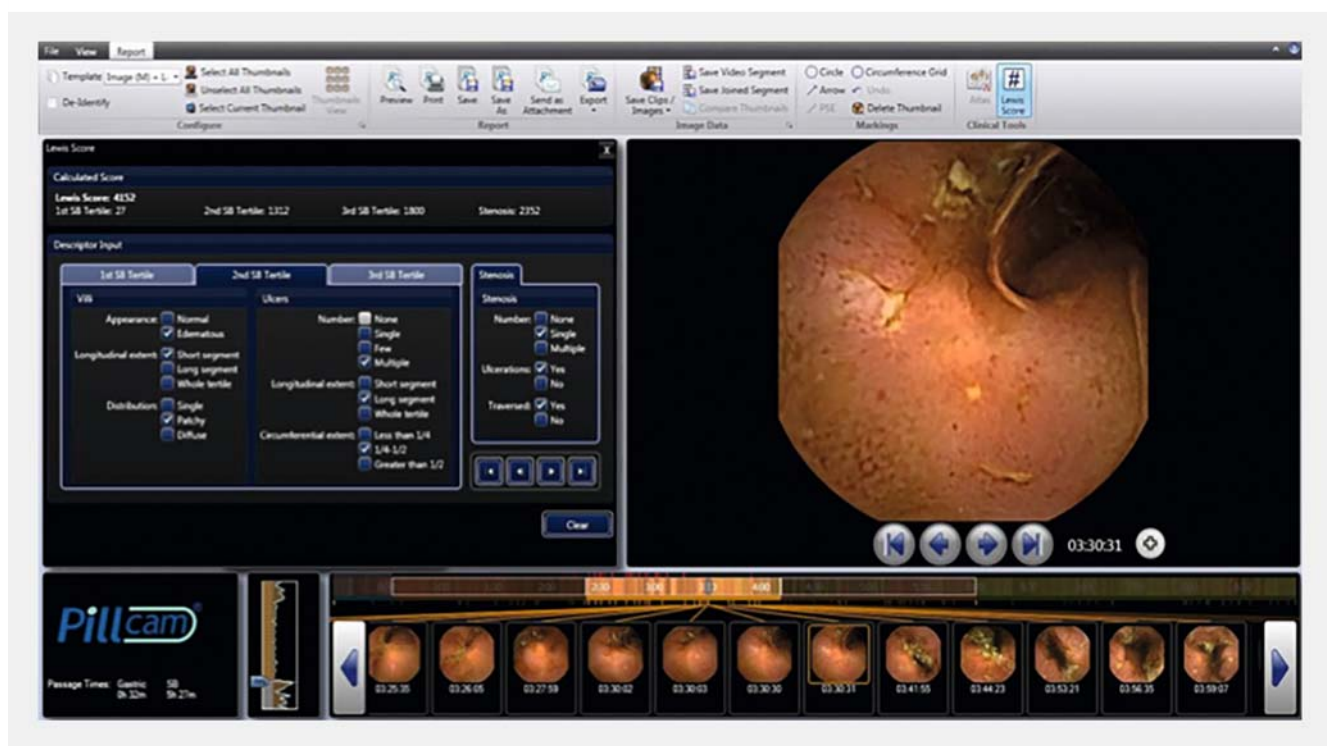 File View Report
Template Image (M) + L
De-Identify
Select All Thumbnails
Unselect All Thumbnails
Select Current Thumbnail
Thumbnails View
Configure
Preview
Print
Save
Save As
Send as Attachment
Export
Report
Save Clips / Images
Save Video Segment
Save Joined Segment
Compare Thumbnails
Image Data
Circle Circumference Grid
Arrow Undo
PSE Delete Thumbnail
Markings
Atlas
# Lewis Score
Clinical Tools
Lewis Score X
Calculated Score
Lewis Score: 4152
1st SB Tertile: 27 2nd SB Tertile: 1312 3rd SB Tertile: 1800 Stenosis: 2352
Descriptor Input
1st SB Tertile 2nd SB Tertile 3rd SB Tertile
Villi
Appearance: Normal
Edematous
Longitudinal extent: Short segment
Long segment
Whole tertile
Distribution: Single
Patchy
Diffuse
Ulcers
Number: None
Single
Few
Multiple
Longitudinal extent: Short segment
Long segment
Whole tertile
Circumferential extent: Less than 1/4
1/4-1/2
Greater than 1/2
Stenosis
Stenosis
Number: None
Single
Multiple
Ulcerations: Yes
No
Traversed: Yes
No
Clear
03:30:31
Pillcam®
Passage Times: Gastric SB
0h 32m 5h 27m
03:25:35 03:26:05 03:27:59 03:30:02 03:30:03 03:30:30 03:30:31 03:41:55 03:44:23 03:53:21 03:56:35 03:59:07